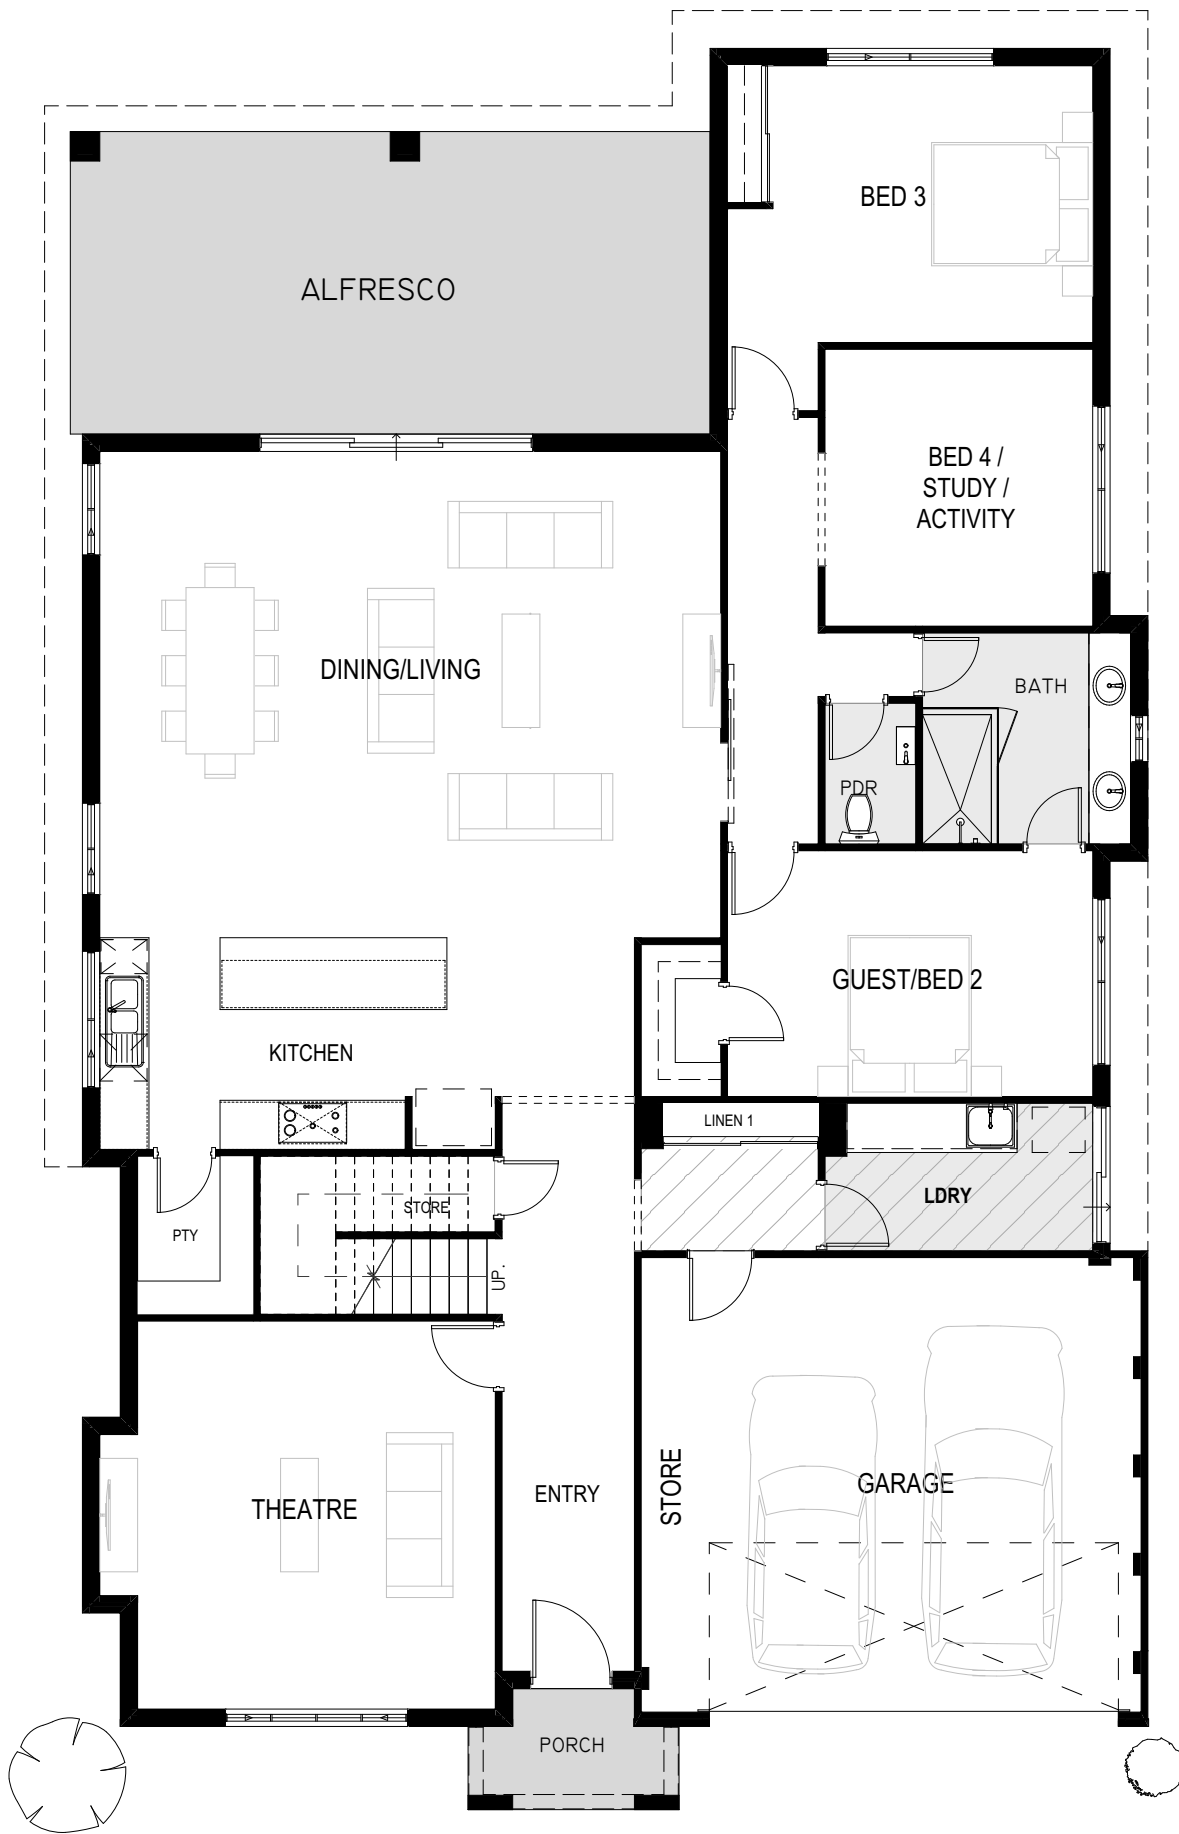 BED 3
ALFRESCO
BED 4 /
STUDY /
ACTIVITY
DINING/LIVING
BATH
PDR
GUEST/BED 2
KITCHEN
LINEN 1
LDRY
STORE
PTY
UP.
STORE
GARAGE
ENTRY
THEATRE
PORCH